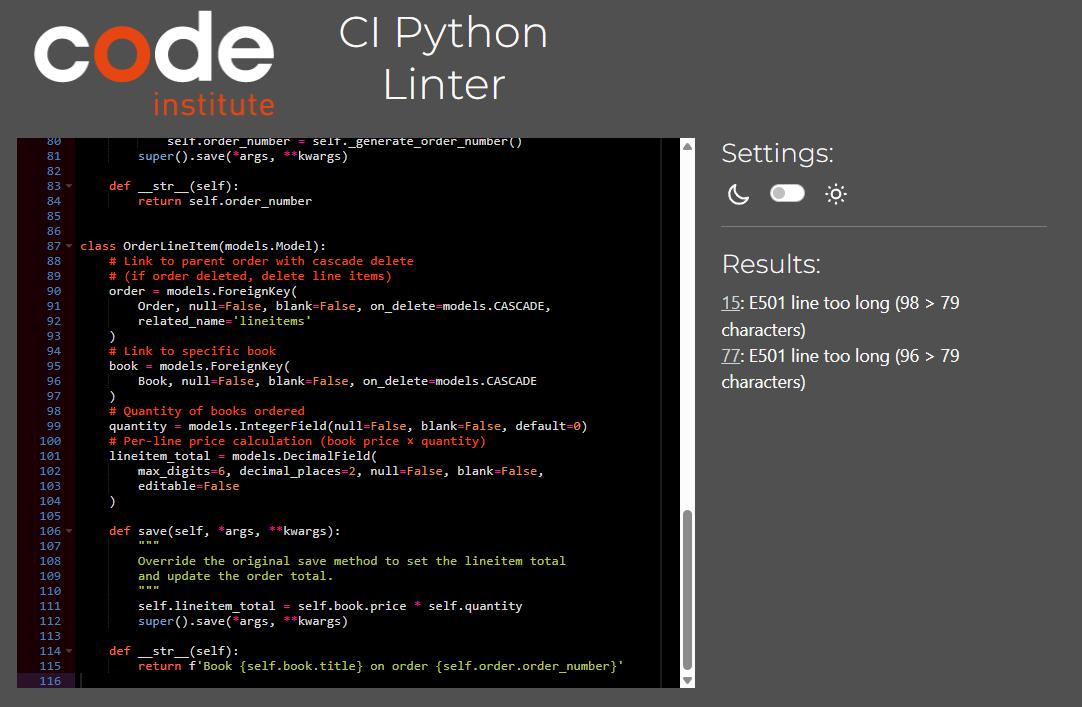 code
institute
CI Python
Linter
80 self.order_number = self._generate_order_number()
81 super().save(*args, **kwargs)
82
83 def __str__(self):
84 return self.order_number
85
86
87 class OrderLineItem(models.Model):
88 # Link to parent order with cascade delete
89 # (if order deleted, delete line items)
90 order = models.ForeignKey(
91 Order, null=False, blank=False, on_delete=models.CASCADE,
92 related_name='lineitems'
93 )
94 # Link to specific book
95 book = models.ForeignKey(
96 Book, null=False, blank=False, on_delete=models.CASCADE
97 )
98 # Quantity of books ordered
99 quantity = models.IntegerField(null=False, blank=False, default=0)
100 # Per-line price calculation (book price × quantity)
101 lineitem_total = models.DecimalField(
102 max_digits=6, decimal_places=2, null=False, blank=False,
103 editable=False
104 )
105
106 def save(self, *args, **kwargs):
107 """
108 Override the original save method to set the lineitem total
109 and update the order total.
110 """
111 self.lineitem_total = self.book.price * self.quantity
112 super().save(*args, **kwargs)
113
114 def __str__(self):
115 return f'Book {self.book.title} on order {self.order.order_number}'
116
Settings:
Results:
15: E501 line too long (98 > 79
characters)
77: E501 line too long (96 > 79
characters)